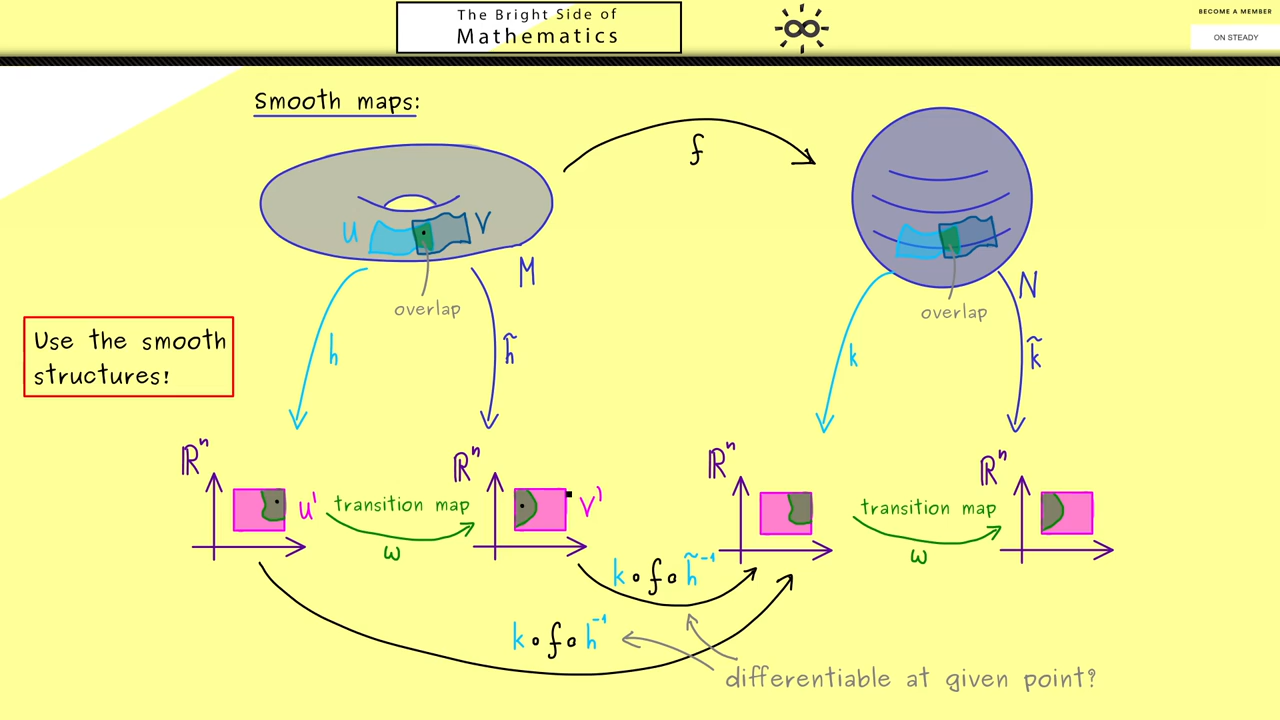 The Bright Side of
Mathematics
BECOME A MEMBER
ON STEADY
Smooth maps:
f
U
V
M
N
overlap
overlap
Use the smooth
structures!
h
h̃
k
k̃
ℝⁿ
ℝⁿ
ℝⁿ
ℝⁿ
U'
transition map
ω
V'
transition map
ω
k∘f∘h̃⁻¹
k∘f∘h⁻¹
differentiable at given point?